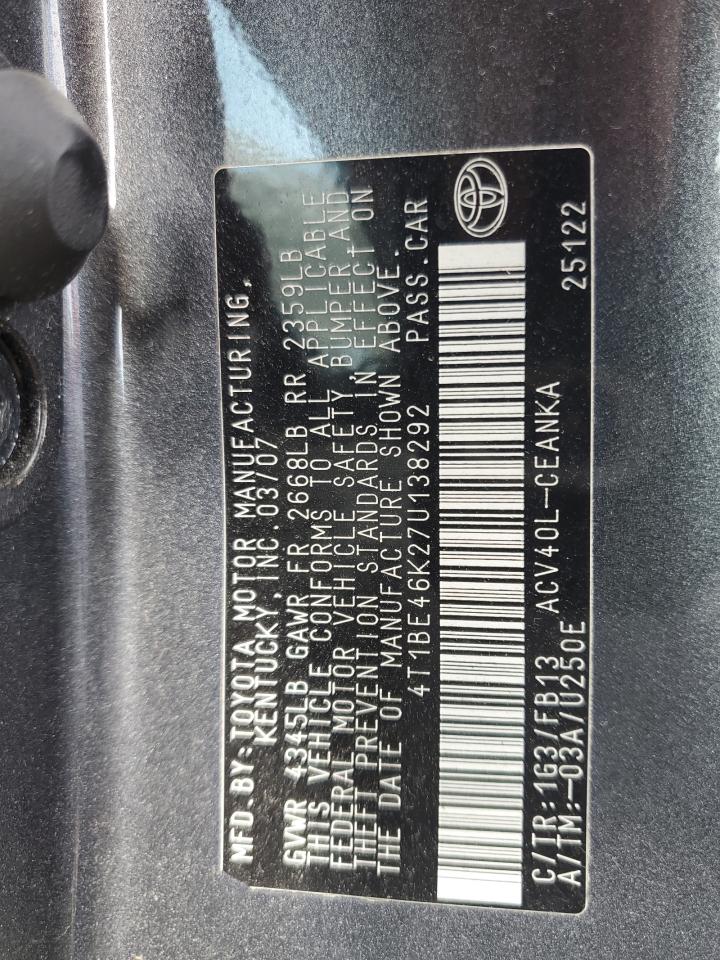 MFD.BY:TOYOTA MOTOR MANUFACTURING,
KENTUCKY, INC. 03/07
GVWR 4345LB GAWR FR 2668LB RR 2359LB
THIS VEHICLE CONFORMS TO ALL APPLICABLE
FEDERAL MOTOR VEHICLE SAFETY, BUMPER AND
THEFT PREVENTION STANDARDS IN EFFECT ON
THE DATE OF MANUFACTURE SHOWN ABOVE.
4T1BE46K27U138292 PASS.CAR
C/TR:1G3/FB13 ACV40L-CEANKA
A/TM:-03A/U250E 25122